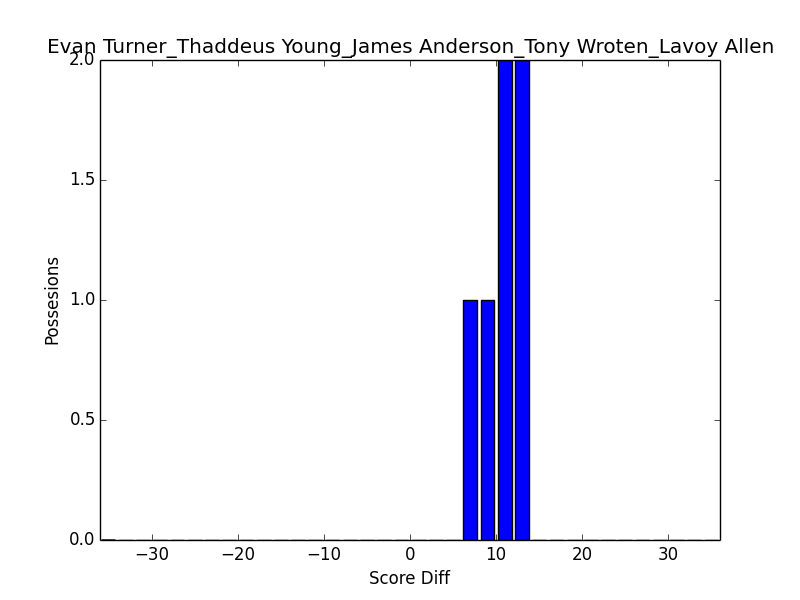 Evan Turner_Thaddeus Young_James Anderson_Tony Wroten_Lavoy Allen
2.0
1.5
1.0
0.5
0.0
Possesions
−30 −20 −10 0 10 20 30
Score Diff